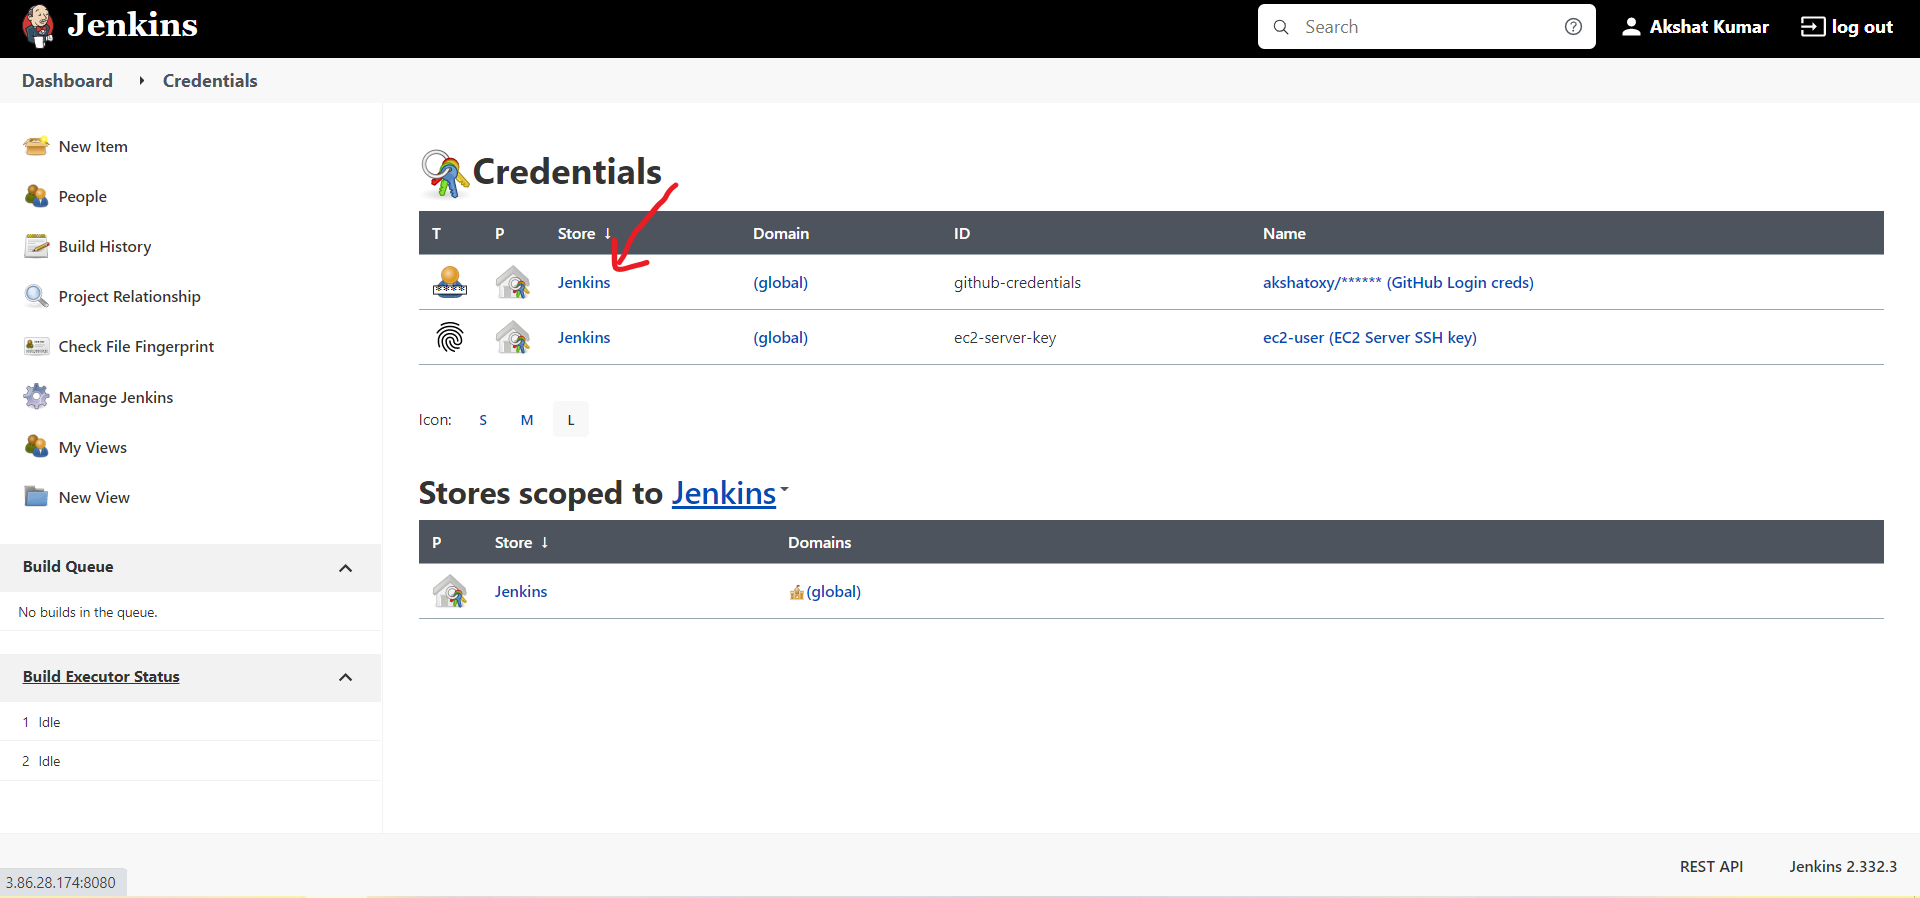 Jenkins
Search
Akshat Kumar
log out
Dashboard
Credentials
New Item
People
Build History
Project Relationship
Check File Fingerprint
Manage Jenkins
My Views
New View
Build Queue
No builds in the queue.
Build Executor Status
1 Idle
2 Idle
Credentials
T P Store ↓ Domain ID Name
Jenkins (global) github-credentials akshatoxy/****** (GitHub Login creds)
Jenkins (global) ec2-server-key ec2-user (EC2 Server SSH key)
Icon: S M L
Stores scoped to Jenkins
P Store ↓ Domains
Jenkins (global)
REST API Jenkins 2.332.3
3.86.28.174:8080